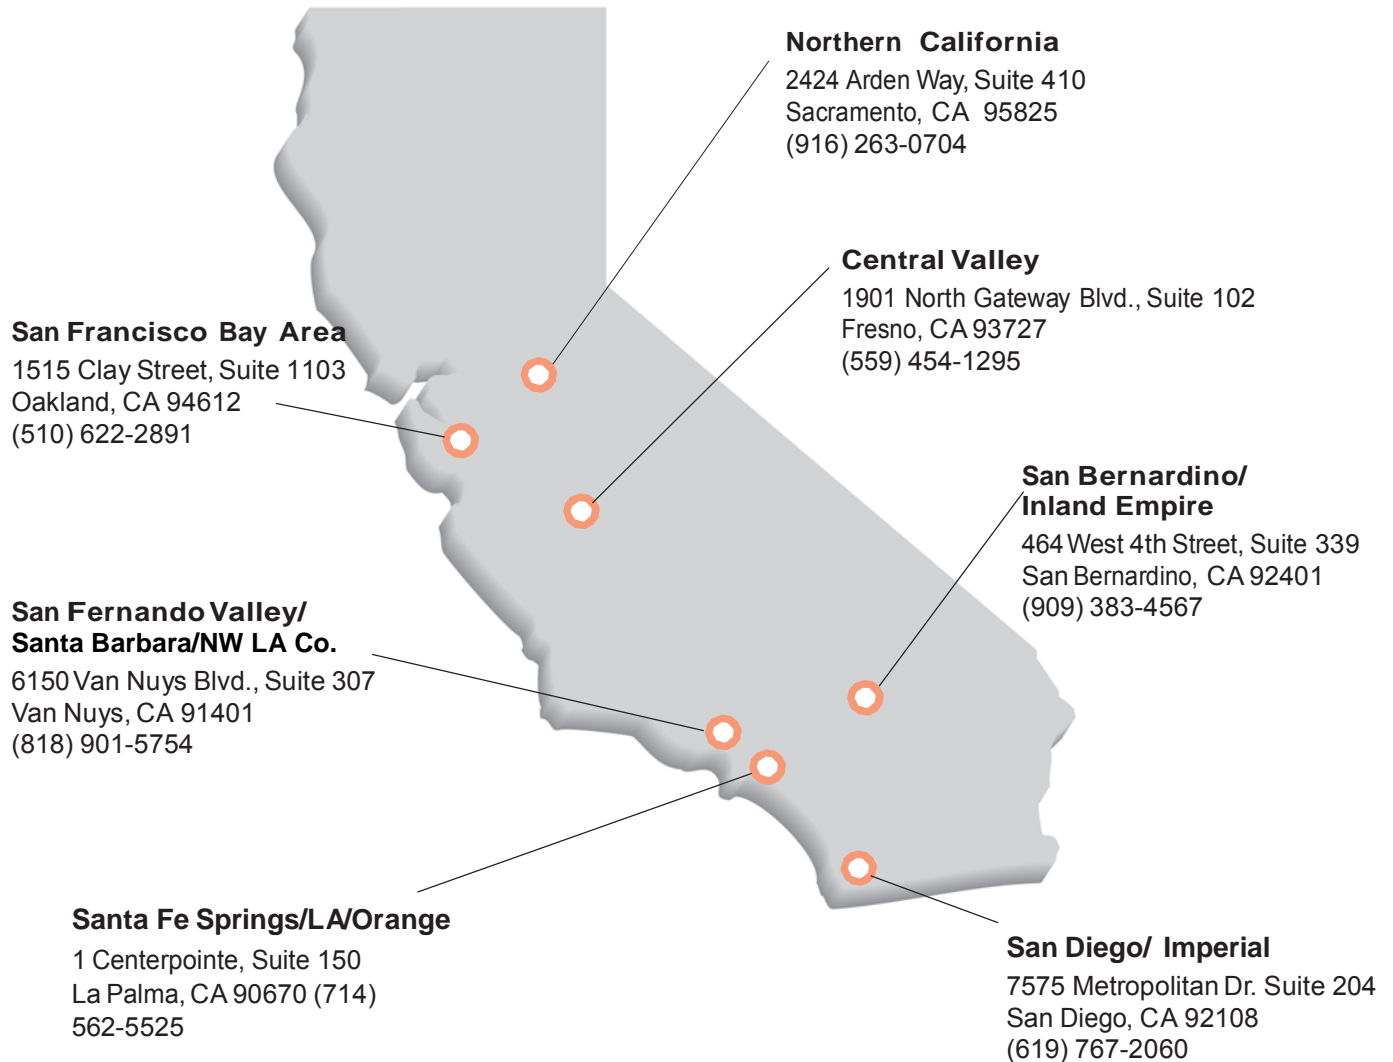 Northern California
2424 Arden Way, Suite 410
Sacramento, CA 95825
(916) 263-0704
Central Valley
1901 North Gateway Blvd., Suite 102
Fresno, CA 93727
(559) 454-1295
San Francisco Bay Area
1515 Clay Street, Suite 1103
Oakland, CA 94612
(510) 622-2891
San Bernardino/
Inland Empire
464 West 4th Street, Suite 339
San Bernardino, CA 92401
(909) 383-4567
San Fernando Valley/
Santa Barbara/NW LA Co.
6150 Van Nuys Blvd., Suite 307
Van Nuys, CA 91401
(818) 901-5754
Santa Fe Springs/LA/Orange
1 Centerpointe, Suite 150
La Palma, CA 90670 (714)
562-5525
San Diego/ Imperial
7575 Metropolitan Dr. Suite 204
San Diego, CA 92108
(619) 767-2060